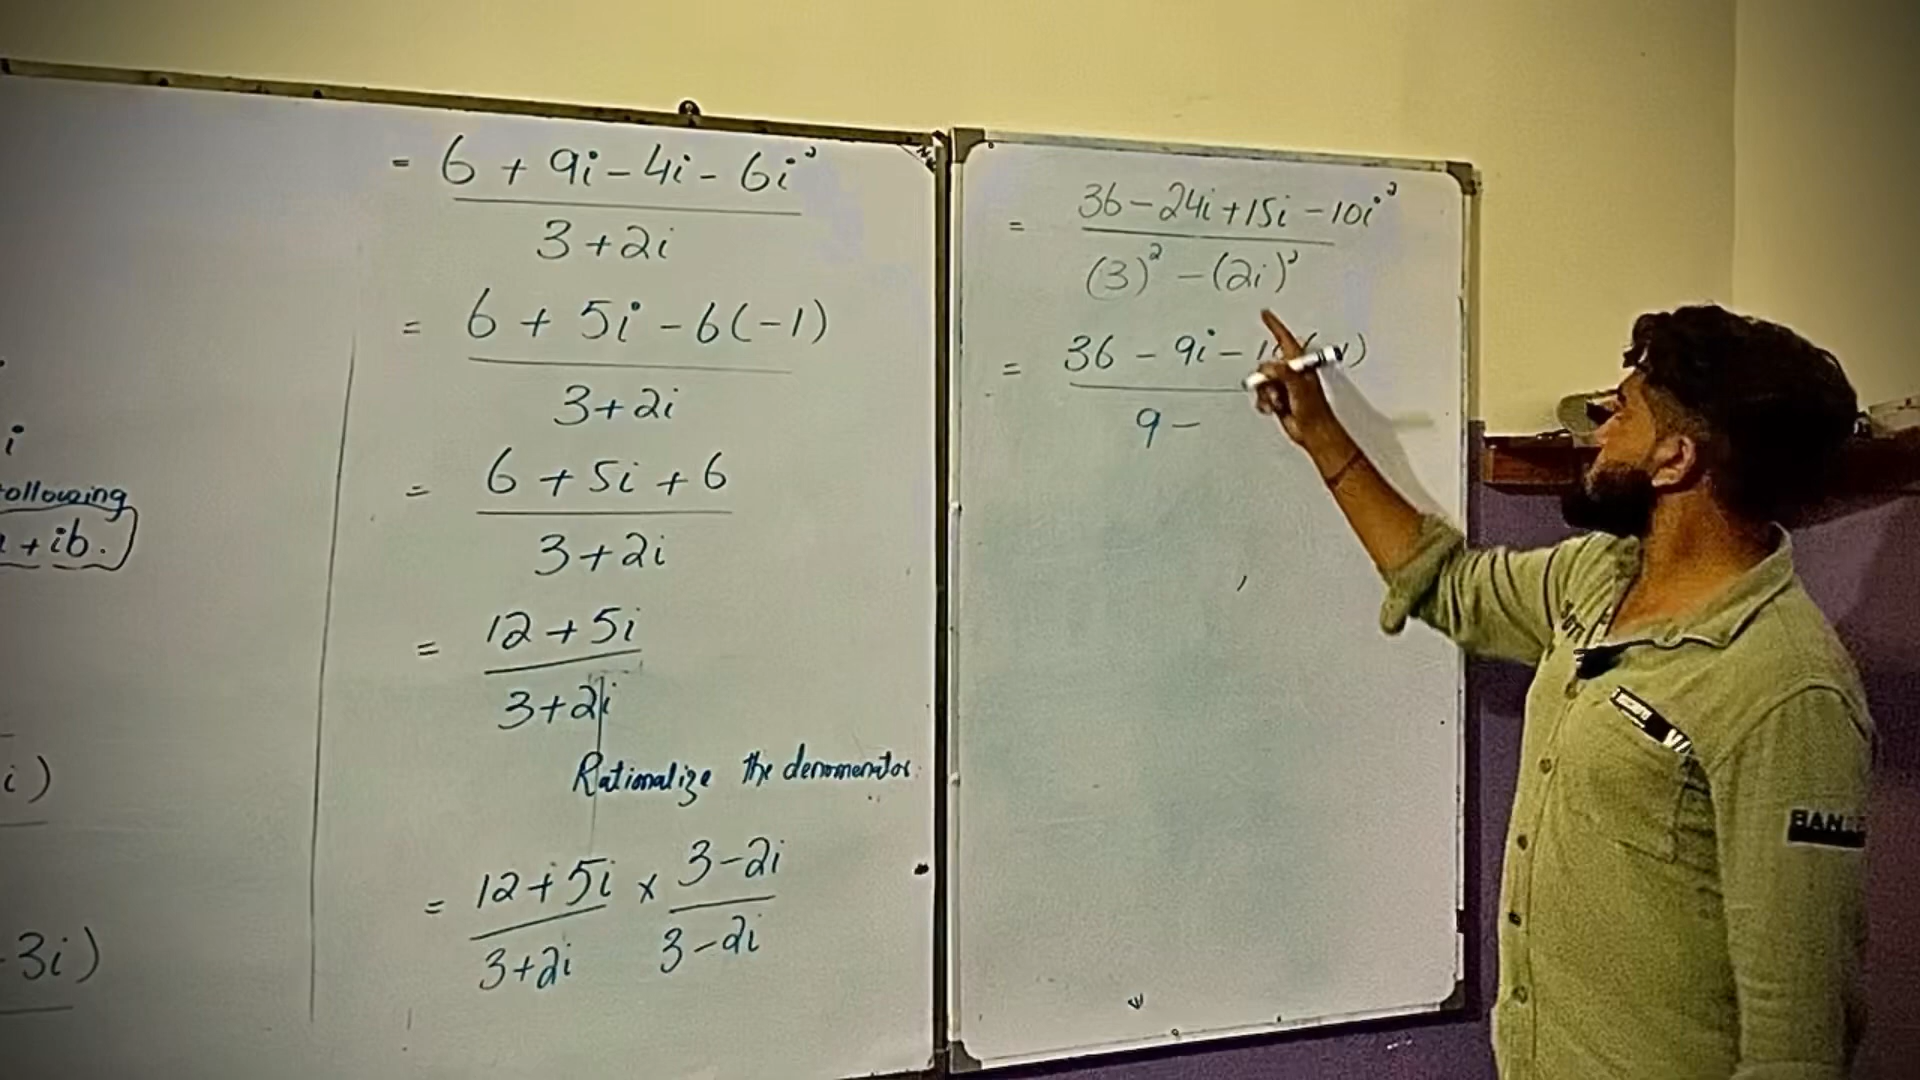 i
ollowing
+ ib.
i)
3i)
= 6 + 9i - 4i - 6i²
3 + 2i
= 6 + 5i - 6(-1)
3+2i
= 6 + 5i + 6
3+2i
= 12 + 5i
3+2i
Rationalize the denomenator
= 12+5i × 3-2i
3+2i 3-2i
= 36-24i+15i-10i²
(3)² - (2i)²
= 36 - 9i -
9 -
BAN